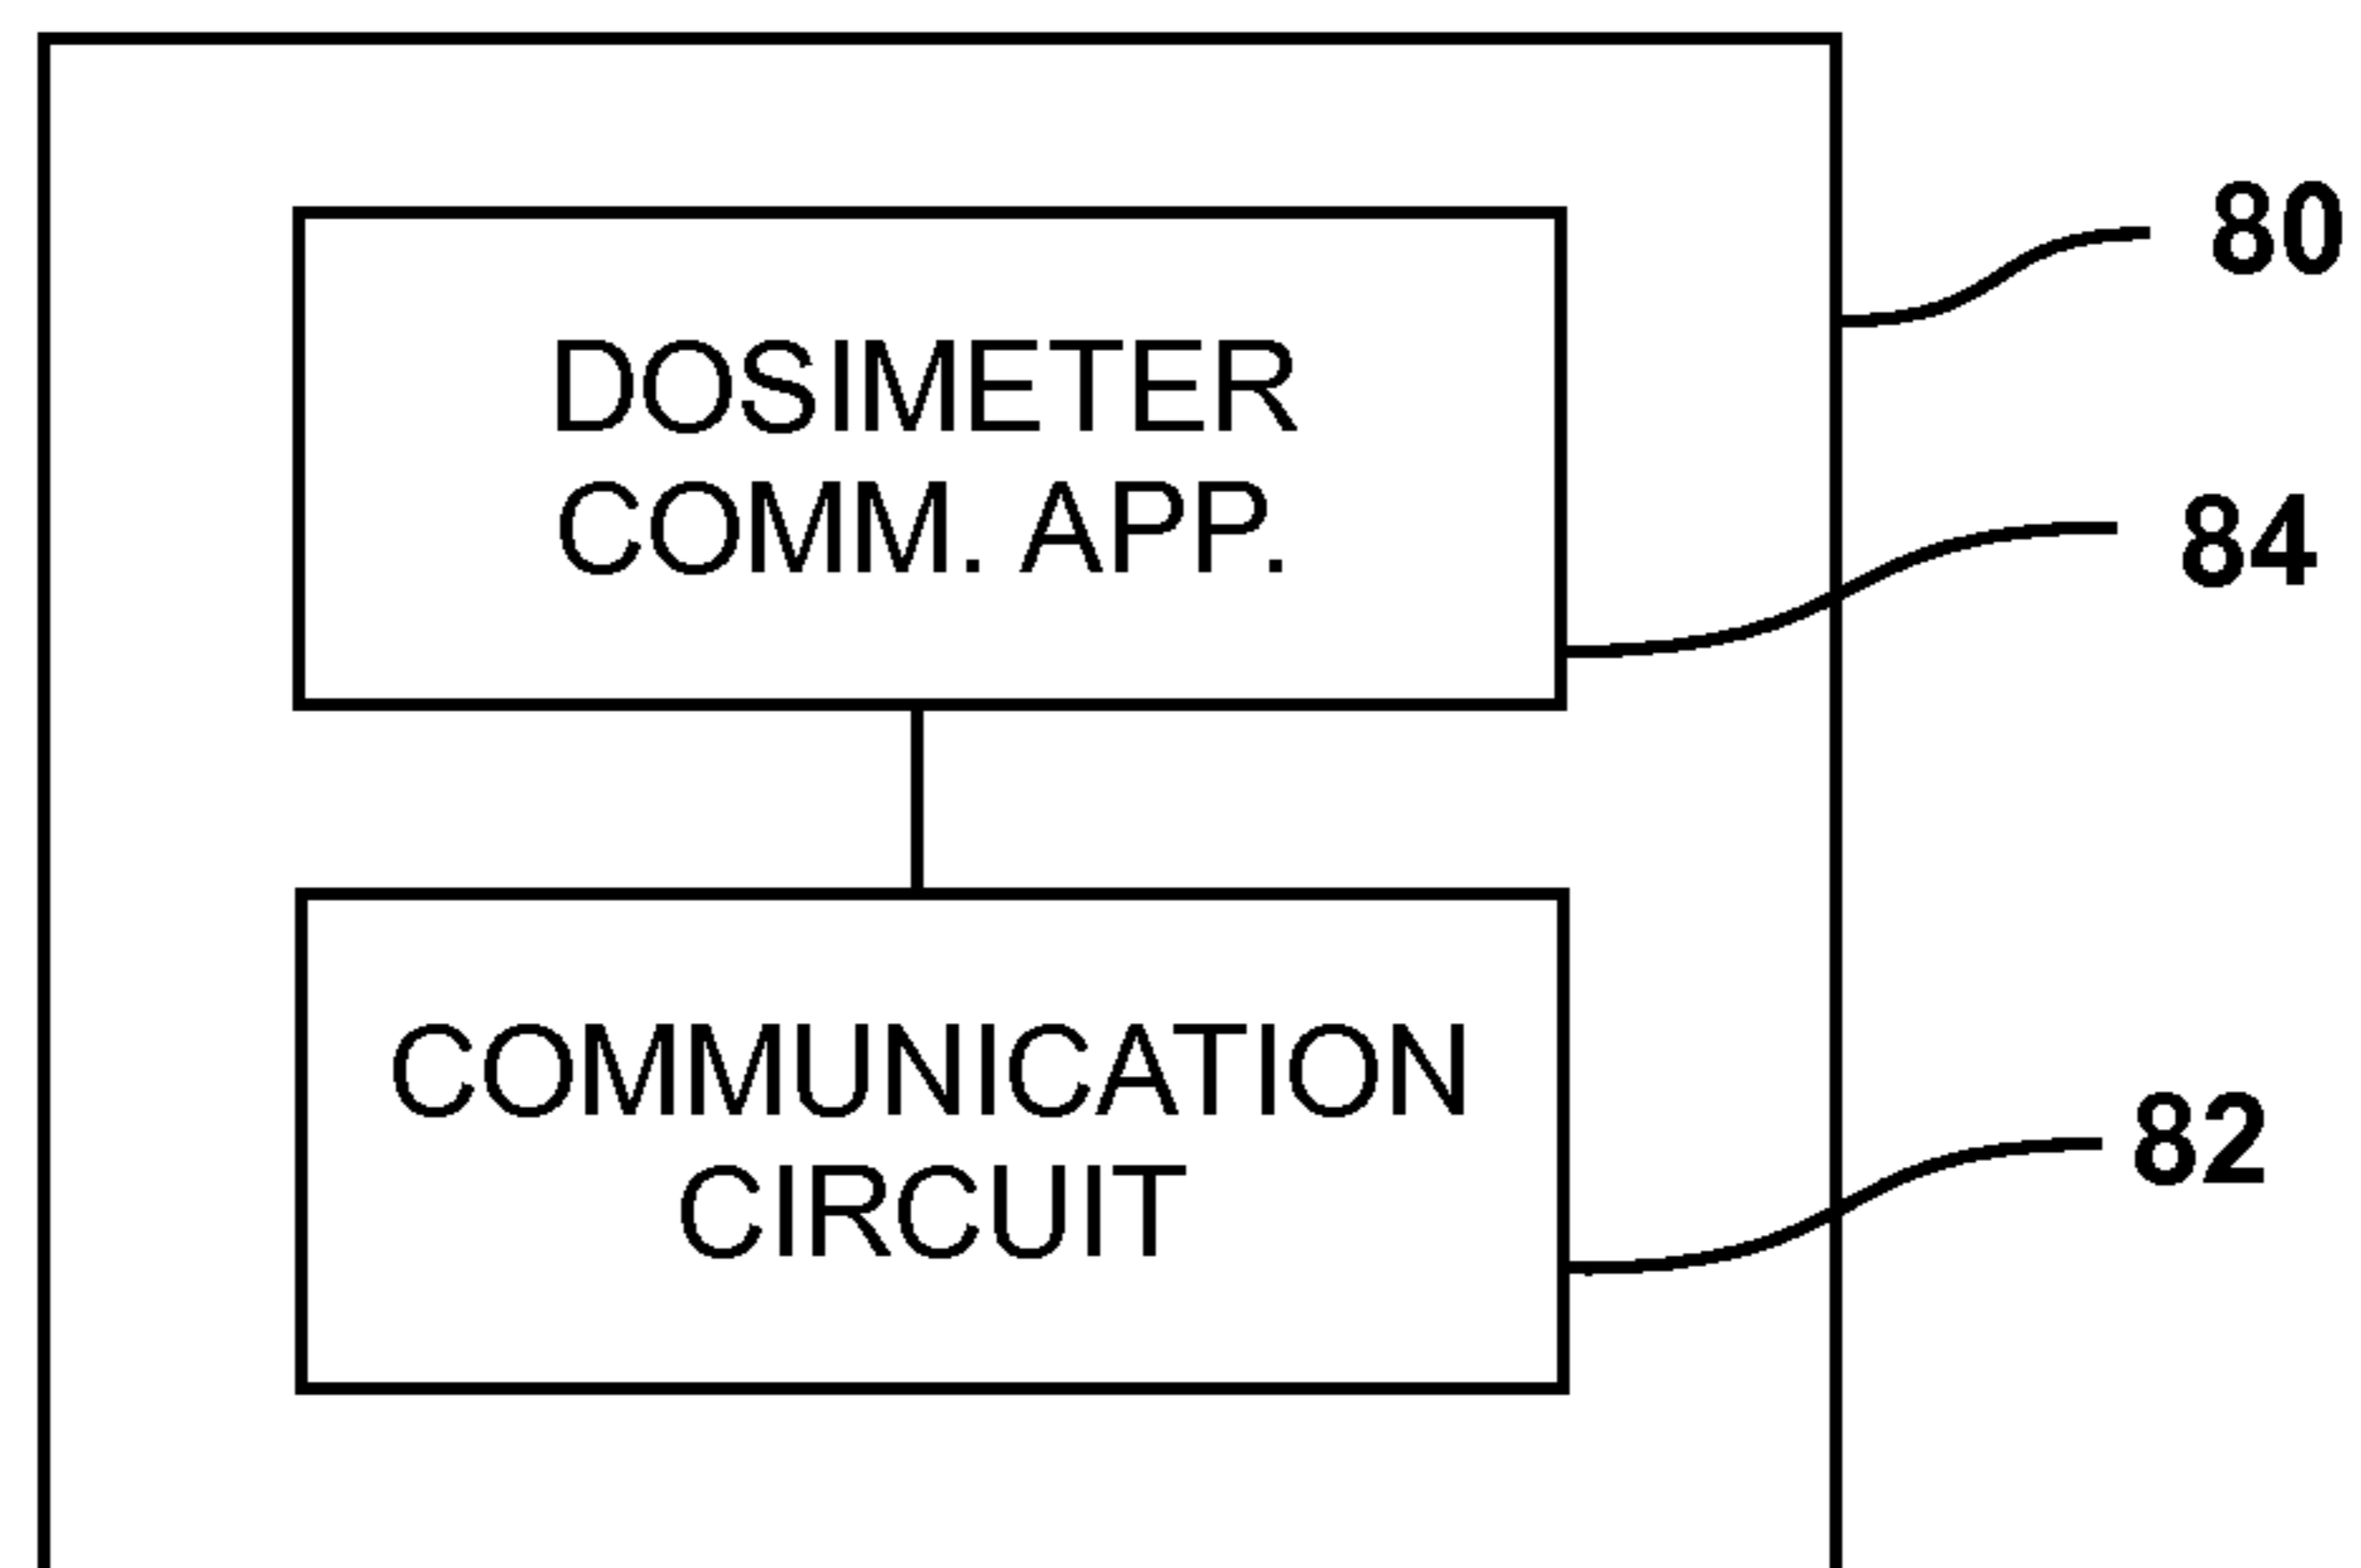 80
DOSIMETER
COMM. APP.
84
COMMUNICATION
CIRCUIT
82